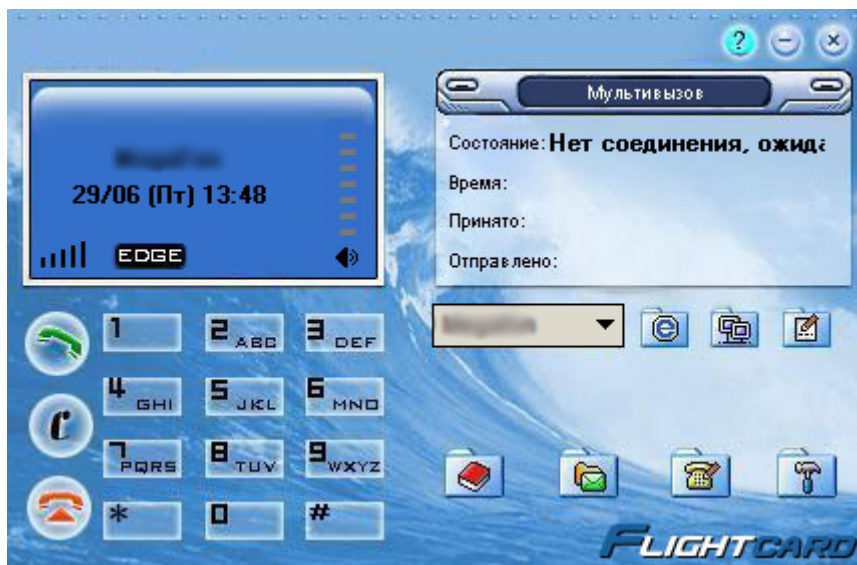 ?
Мультивызов
Состояние: Нет соединения, ожида
Время:
Принято:
Отправлено:
29/06 (Пт) 13:48
EDGE
1 2 ABC 3 DEF
4 GHI 5 JKL 6 MNO
7 PQRS 8 TUV 9 WXYZ
* 0 #
FLIGHTCARD